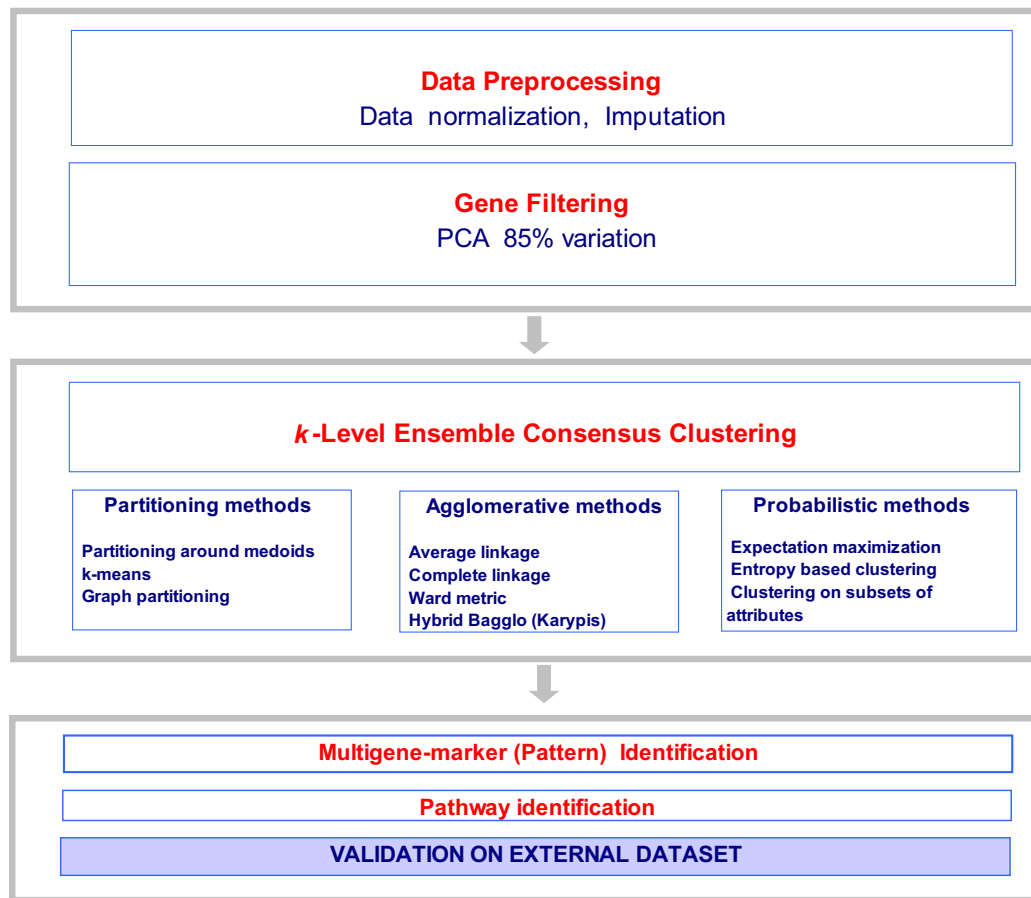 Data Preprocessing
Data normalization, Imputation
Gene Filtering
PCA 85% variation
k-Level Ensemble Consensus Clustering
Partitioning methods
Partitioning around medoids
k-means
Graph partitioning
Agglomerative methods
Average linkage
Complete linkage
Ward metric
Hybrid Bagglo (Karypis)
Probabilistic methods
Expectation maximization
Entropy based clustering
Clustering on subsets of
attributes
Multigene-marker (Pattern) Identification
Pathway identification
VALIDATION ON EXTERNAL DATASET